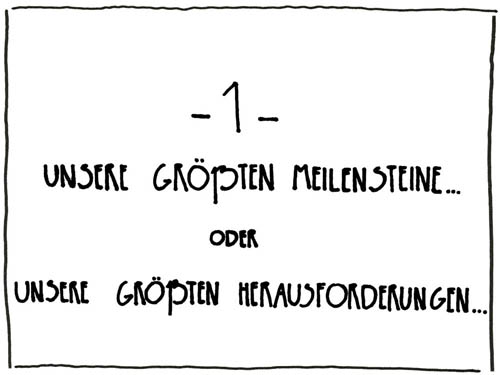 - 1 -
UNSERE GRÖßTEN MEILENSTEINE...
ODER
UNSERE GRÖßTEN HERAUSFORDERUNGEN...